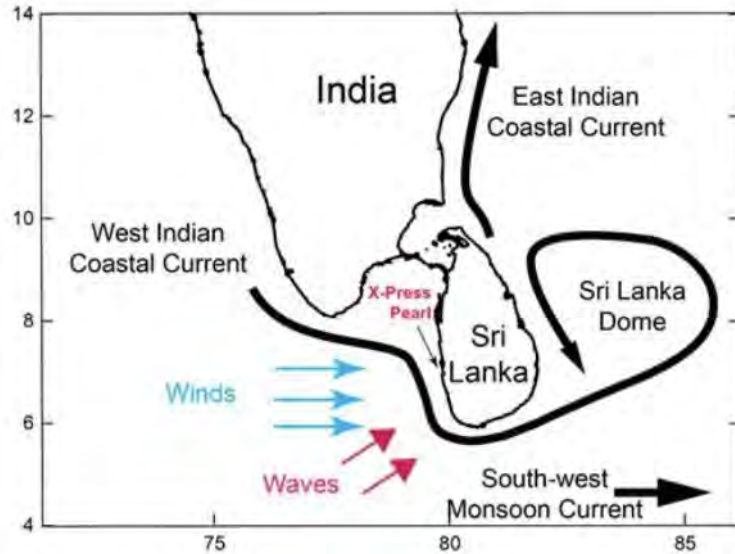 14
12
10
8
6
4
75
80
85
India
East Indian
Coastal Current
West Indian
Coastal Current
X-Press
Pearl
Sri Lanka
Dome
Sri
Lanka
Winds
Waves
South-west
Monsoon Current